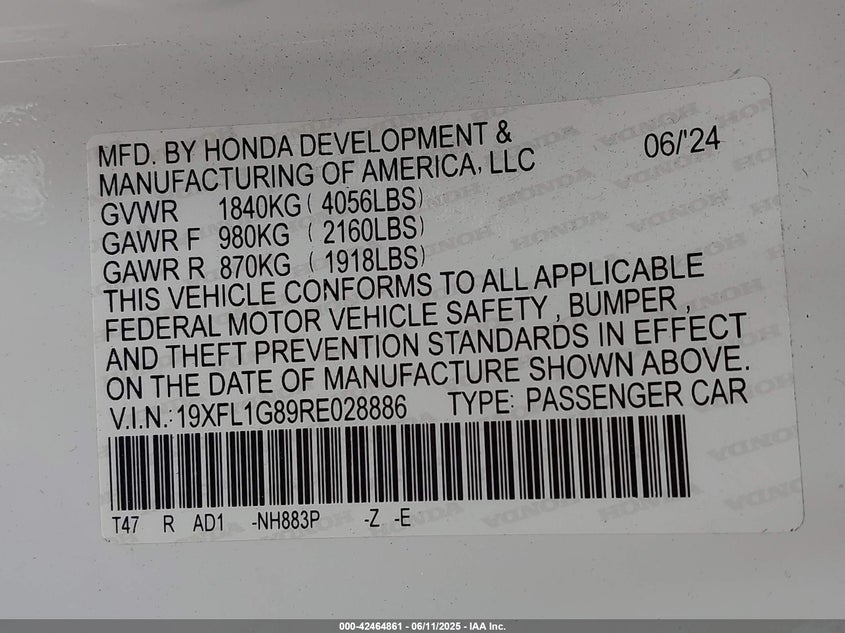 MFD. BY HONDA DEVELOPMENT &
MANUFACTURING OF AMERICA, LLC 06/'24
GVWR 1840KG ( 4056LBS)
GAWR F 980KG ( 2160LBS)
GAWR R 870KG ( 1918LBS)
THIS VEHICLE CONFORMS TO ALL APPLICABLE
FEDERAL MOTOR VEHICLE SAFETY , BUMPER ,
AND THEFT PREVENTION STANDARDS IN EFFECT
ON THE DATE OF MANUFACTURE SHOWN ABOVE.
V.I.N.: 19XFL1G89RE028886 TYPE: PASSENGER CAR
T47 R AD1 -NH883P -Z -E
000-42464861 - 06/11/2025 - IAA Inc.